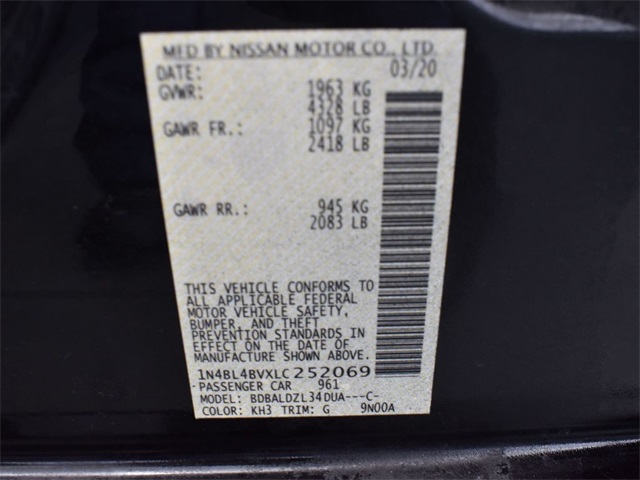 MFD BY NISSAN MOTOR CO., LTD.
DATE: 03/20
GVWR: 1963 KG
4328 LB
GAWR FR.: 1097 KG
2418 LB
GAWR RR.: 945 KG
2083 LB
THIS VEHICLE CONFORMS TO
ALL APPLICABLE FEDERAL
MOTOR VEHICLE SAFETY,
BUMPER, AND THEFT
PREVENTION STANDARDS IN
EFFECT ON THE DATE OF
MANUFACTURE SHOWN ABOVE.
1N4BL4BVXLC252069
PASSENGER CAR 961
MODEL: BDBALDZL34DUA---C-
COLOR: KH3 TRIM: G 9N00A